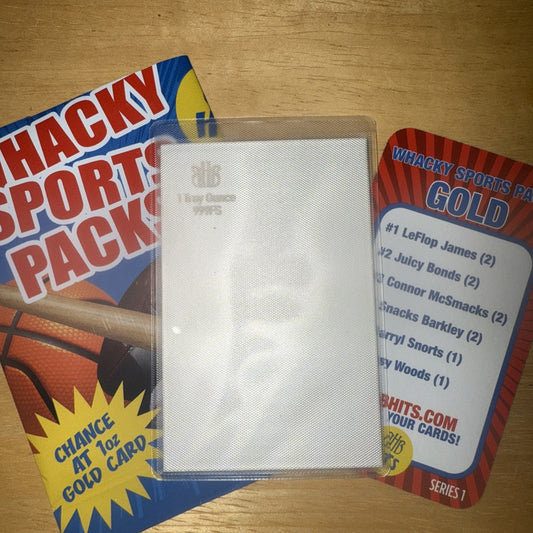 WHACKY
SPORTS
PACKS
CHANCE
AT 1oz
GOLD CARD
1 Troy Ounce
.999FS
WHACKY SPORTS PA
GOLD
#1 LeFlop James (2)
#2 Juicy Bonds (2)
Connor McSmacks (2)
Snacks Barkley (2)
arryl Snorts (1)
sy Woods (1)
BHITS.COM
YOUR CARDS!
SERIES 1